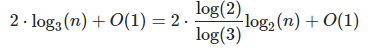 2 · log₃(n) + O(1) = 2 · log(2)/log(3) log₂(n) + O(1)